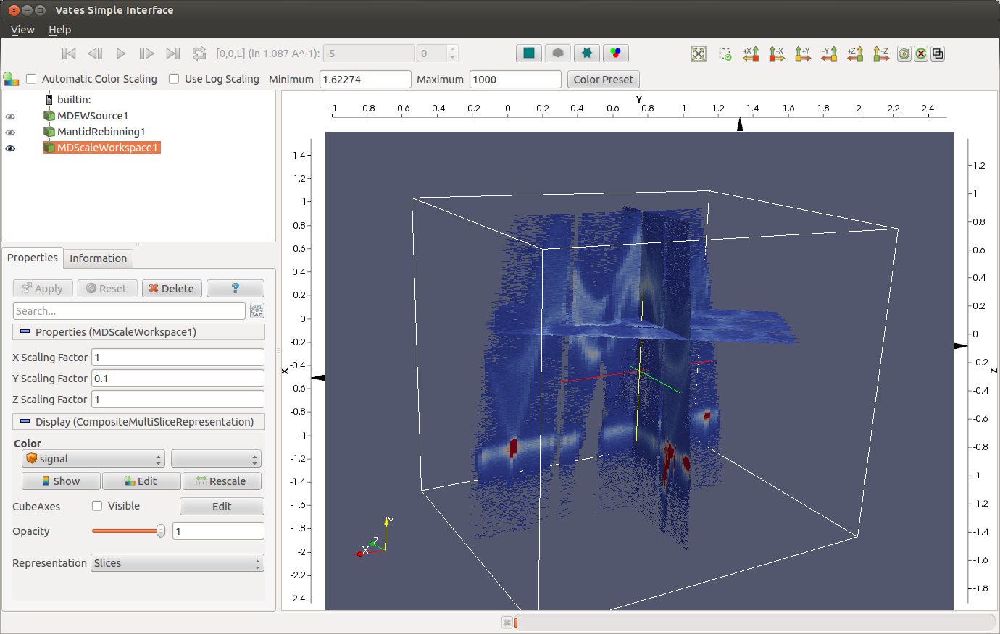 Vates Simple Interface
View Help
[0,0,L] (in 1.087 A^-1): -5 0
+X -X +Y -Y +Z -Z
Automatic Color Scaling Use Log Scaling Minimum 1.62274 Maximum 1000 Color Preset
builtin:
MDEWSource1
MantidRebinning1
MDScaleWorkspace1
Properties Information
Apply Reset Delete ?
Search...
Properties (MDScaleWorkspace1)
X Scaling Factor 1
Y Scaling Factor 0.1
Z Scaling Factor 1
Display (CompositeMultiSliceRepresentation)
Color
signal
Show Edit Rescale
CubeAxes Visible Edit
Opacity 1
Representation Slices
Y
-1 -0.8 -0.6 -0.4 -0.2 0 0.2 0.4 0.6 0.8 1 1.2 1.4 1.6 1.8 2 2.2 2.4
X
1.4
1.2
1
0.8
0.6
0.4
0.2
0
-0.2
-0.4
-0.6
-0.8
-1
-1.2
-1.4
-1.6
-1.8
-2
-2.2
-2.4
Y
Z
X
1.2
1
0.8
0.6
0.4
0.2
0
-0.2
-0.4
-0.6
-0.8
-1
-1.2
-1.4
-1.6
-1.8
Z